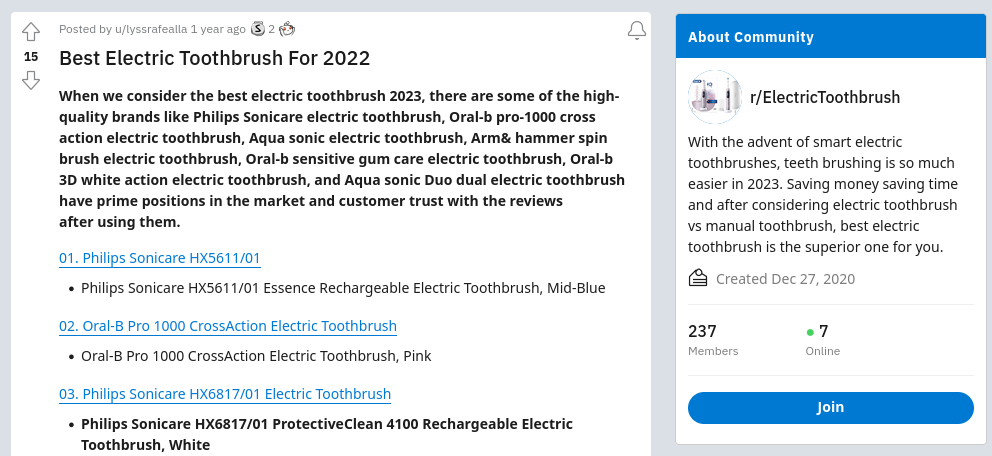 Posted by u/lyssrafealla 1 year ago 2
15
Best Electric Toothbrush For 2022
When we consider the best electric toothbrush 2023, there are some of the high-
quality brands like Philips Sonicare electric toothbrush, Oral-b pro-1000 cross
action electric toothbrush, Aqua sonic electric toothbrush, Arm& hammer spin
brush electric toothbrush, Oral-b sensitive gum care electric toothbrush, Oral-b
3D white action electric toothbrush, and Aqua sonic Duo dual electric toothbrush
have prime positions in the market and customer trust with the reviews
after using them.
01. Philips Sonicare HX5611/01
• Philips Sonicare HX5611/01 Essence Rechargeable Electric Toothbrush, Mid-Blue
02. Oral-B Pro 1000 CrossAction Electric Toothbrush
• Oral-B Pro 1000 CrossAction Electric Toothbrush, Pink
03. Philips Sonicare HX6817/01 Electric Toothbrush
• Philips Sonicare HX6817/01 ProtectiveClean 4100 Rechargeable Electric
Toothbrush, White
About Community
r/ElectricToothbrush
With the advent of smart electric
toothbrushes, teeth brushing is so much
easier in 2023. Saving money saving time
and after considering electric toothbrush
vs manual toothbrush, best electric
toothbrush is the superior one for you.
Created Dec 27, 2020
237 7
Members Online
Join